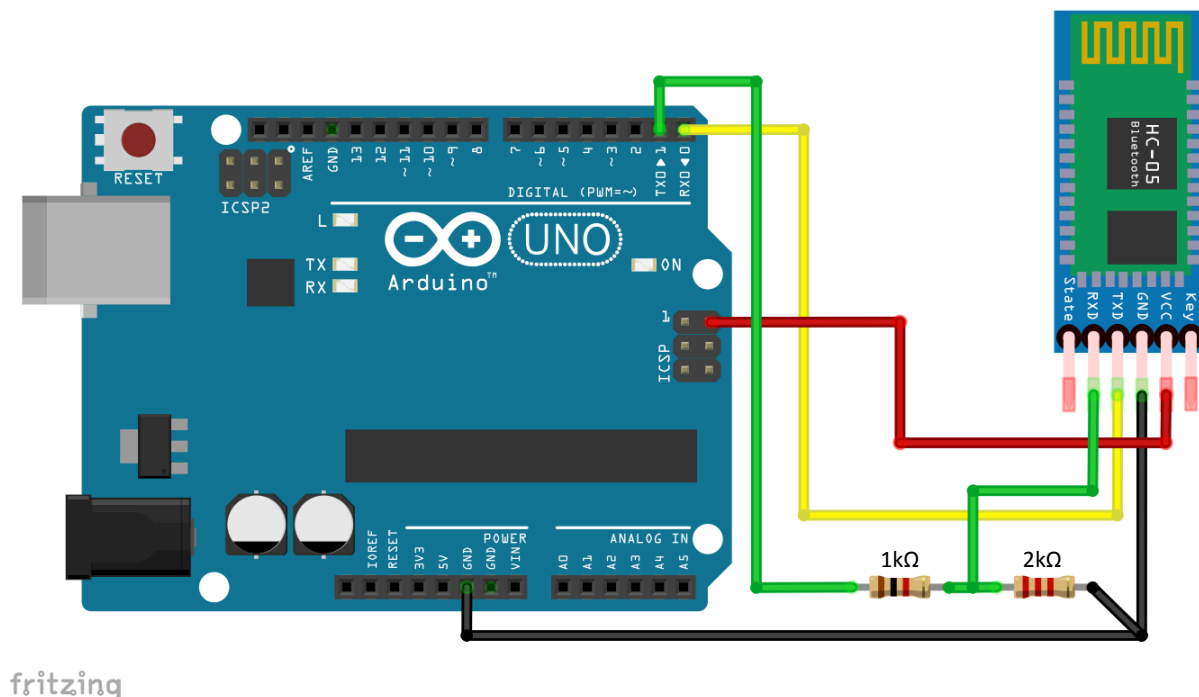 RESET
ICSP2
AREF
GND
13
12
~11
~10
~9
8
7
~6
~5
4
~3
2
TX0▶1
RX0◀0
DIGITAL (PWM=~)
L
TX
RX
UNO
Arduino™
ON
1
ICSP
IOREF
RESET
3V3
5V
GND
GND
VIN
POWER
A0
A1
A2
A3
A4
A5
ANALOG IN
HC-05
Bluetooth
State
RXD
TXD
GND
VCC
Key
1kΩ
2kΩ
fritzing